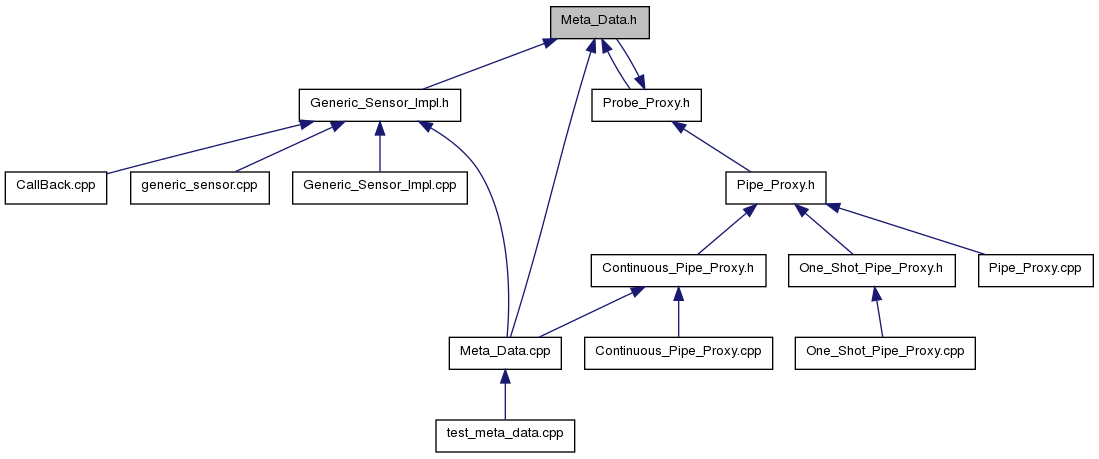 Meta_Data.h
Generic_Sensor_Impl.h
Probe_Proxy.h
CallBack.cpp
generic_sensor.cpp
Generic_Sensor_Impl.cpp
Pipe_Proxy.h
Continuous_Pipe_Proxy.h
One_Shot_Pipe_Proxy.h
Pipe_Proxy.cpp
Meta_Data.cpp
Continuous_Pipe_Proxy.cpp
One_Shot_Pipe_Proxy.cpp
test_meta_data.cpp